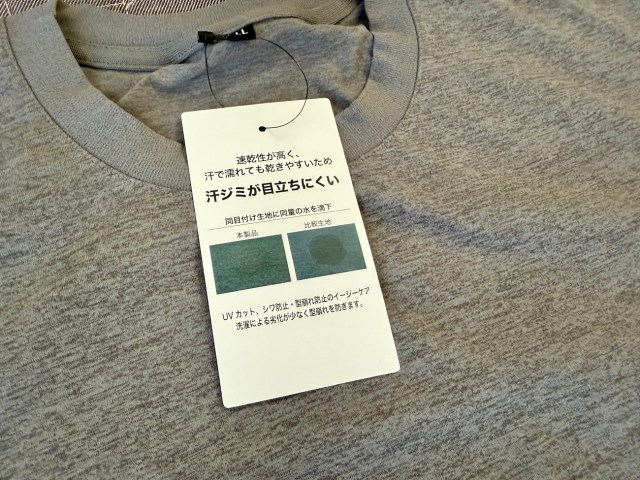 速乾性が高く、
汗で濡れても乾きやすいため
汗ジミが目立ちにくい
同目付け生地に同量の水を滴下
本製品
比較生地
UVカット、シワ防止・型崩れ防止のイージーケア
洗濯による劣化が少なく型崩れを防ぎます。